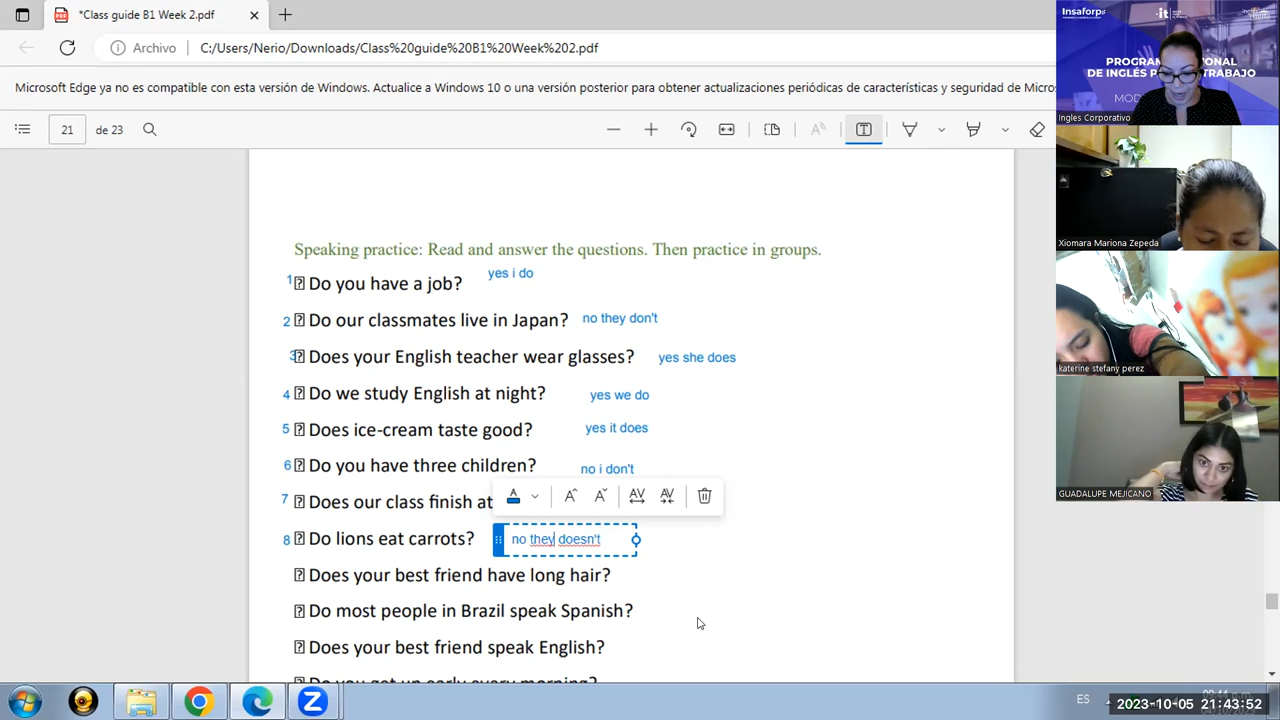 *Class guide B1 Week 2.pdf
Archivo C:/Users/Nerio/Downloads/Class%20guide%20B1%20Week%202.pdf
Microsoft Edge ya no es compatible con esta versión de Windows. Actualice a Windows 10 o una versión posterior para obtener actualizaciones periódicas de características y seguridad de Micros
21 de 23
Speaking practice: Read and answer the questions. Then practice in groups.
1 Do you have a job? yes i do
2 Do our classmates live in Japan? no they don't
3 Does your English teacher wear glasses? yes she does
4 Do we study English at night? yes we do
5 Does ice-cream taste good? yes it does
6 Do you have three children? no i don't
7 Does our class finish at
8 Do lions eat carrots? no they doesn't
Does your best friend have long hair?
Do most people in Brazil speak Spanish?
Does your best friend speak English?
Do you get up early every morning?
Insaforp
it
Ingles Corporativo
Xiomara Mariona Zepeda
katerine stefany perez
GUADALUPE MEJICANO
ES
2023-10-05 21:43:52